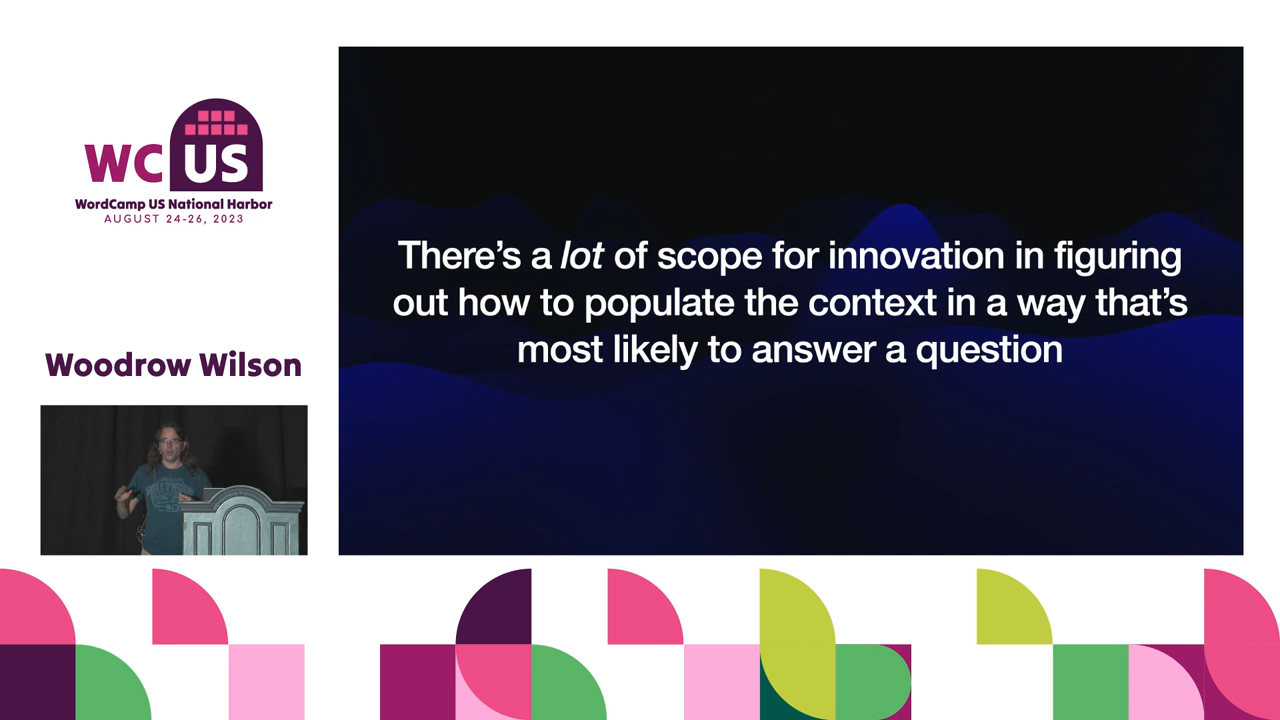 WC US
WordCamp US National Harbor
AUGUST 24-26, 2023
Woodrow Wilson
There's a lot of scope for innovation in figuring
out how to populate the context in a way that's
most likely to answer a question